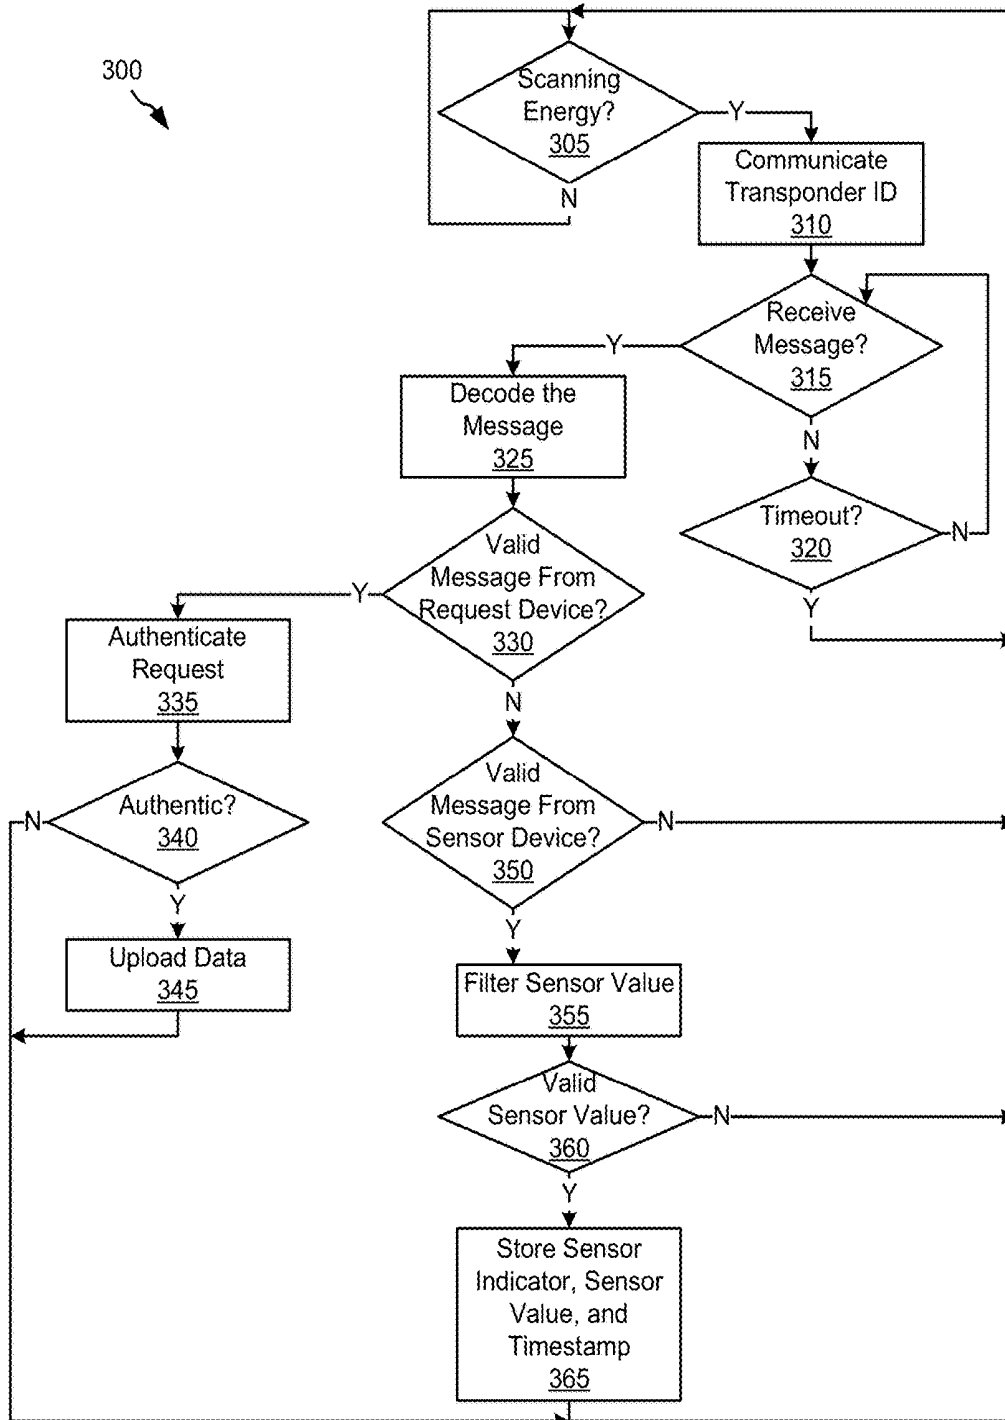 300
Scanning
Energy?
305
Y
N
Communicate
Transponder ID
310
Receive
Message?
315
Y
N
Decode the
Message
325
Timeout?
320
N
Y
Valid
Message From
Request Device?
330
Y
N
Authenticate
Request
335
Authentic?
340
N
Y
Valid
Message From
Sensor Device?
350
N
Y
Upload Data
345
Filter Sensor Value
355
Valid
Sensor Value?
360
N
Y
Store Sensor
Indicator, Sensor
Value, and
Timestamp
365